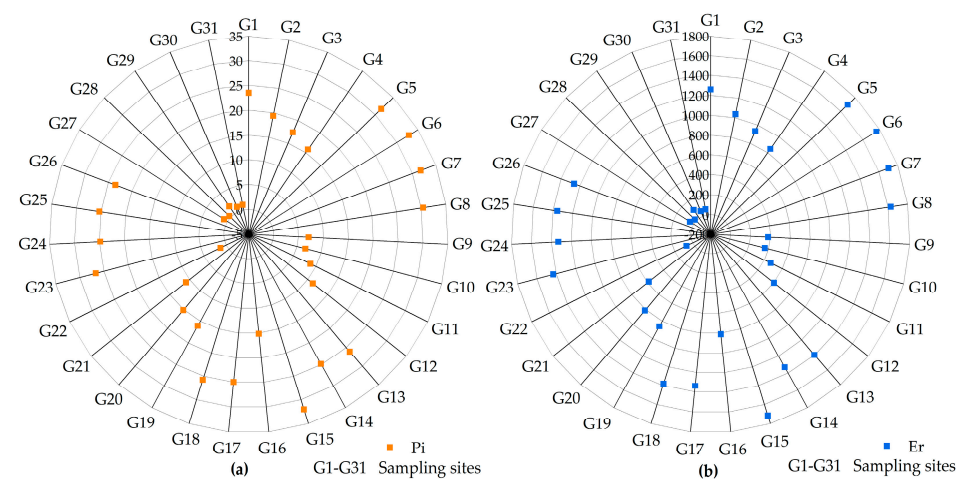 G1
G2
G3
G4
G5
G6
G7
G8
G9
G10
G11
G12
G13
G14
G15
G16
G17
G18
G19
G20
G21
G22
G23
G24
G25
G26
G27
G28
G29
G30
G31
35
30
25
20
15
10
5
0
Pi
G1-G31 Sampling sites
(a)
G1
G2
G3
G4
G5
G6
G7
G8
G9
G10
G11
G12
G13
G14
G15
G16
G17
G18
G19
G20
G21
G22
G23
G24
G25
G26
G27
G28
G29
G30
G31
1800
1600
1400
1200
1000
800
600
400
200
0
Er
G1-G31 Sampling sites
(b)